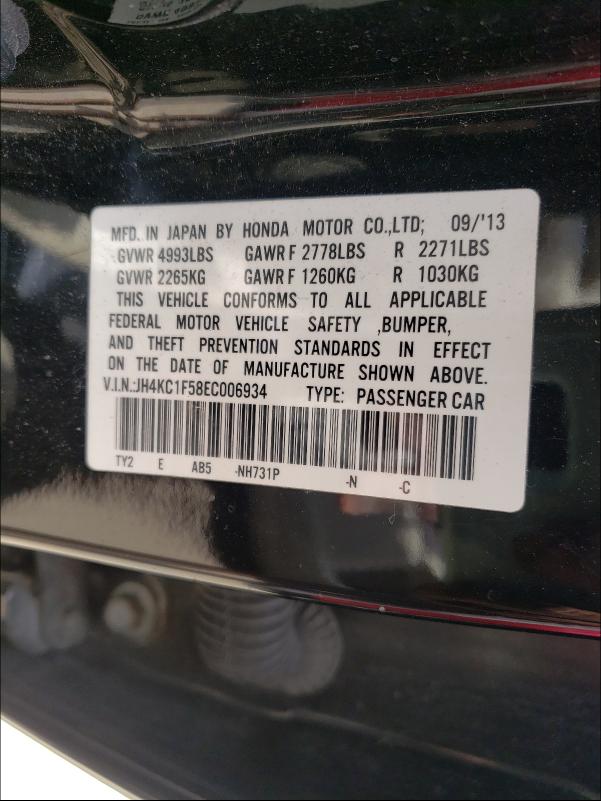 MFD. IN JAPAN BY HONDA MOTOR CO.,LTD; 09/'13
GVWR 4993LBS GAWR F 2778LBS R 2271LBS
GVWR 2265KG GAWR F 1260KG R 1030KG
THIS VEHICLE CONFORMS TO ALL APPLICABLE
FEDERAL MOTOR VEHICLE SAFETY ,BUMPER,
AND THEFT PREVENTION STANDARDS IN EFFECT
ON THE DATE OF MANUFACTURE SHOWN ABOVE.
V.I.N.:JH4KC1F58EC006934 TYPE: PASSENGER CAR
TY2 E AB5 -NH731P -N -C